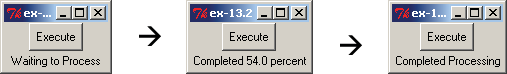 ex-...
Execute
Waiting to Process
ex-13.2
Execute
Completed 54.0 percent
ex-1...
Execute
Completed Processing